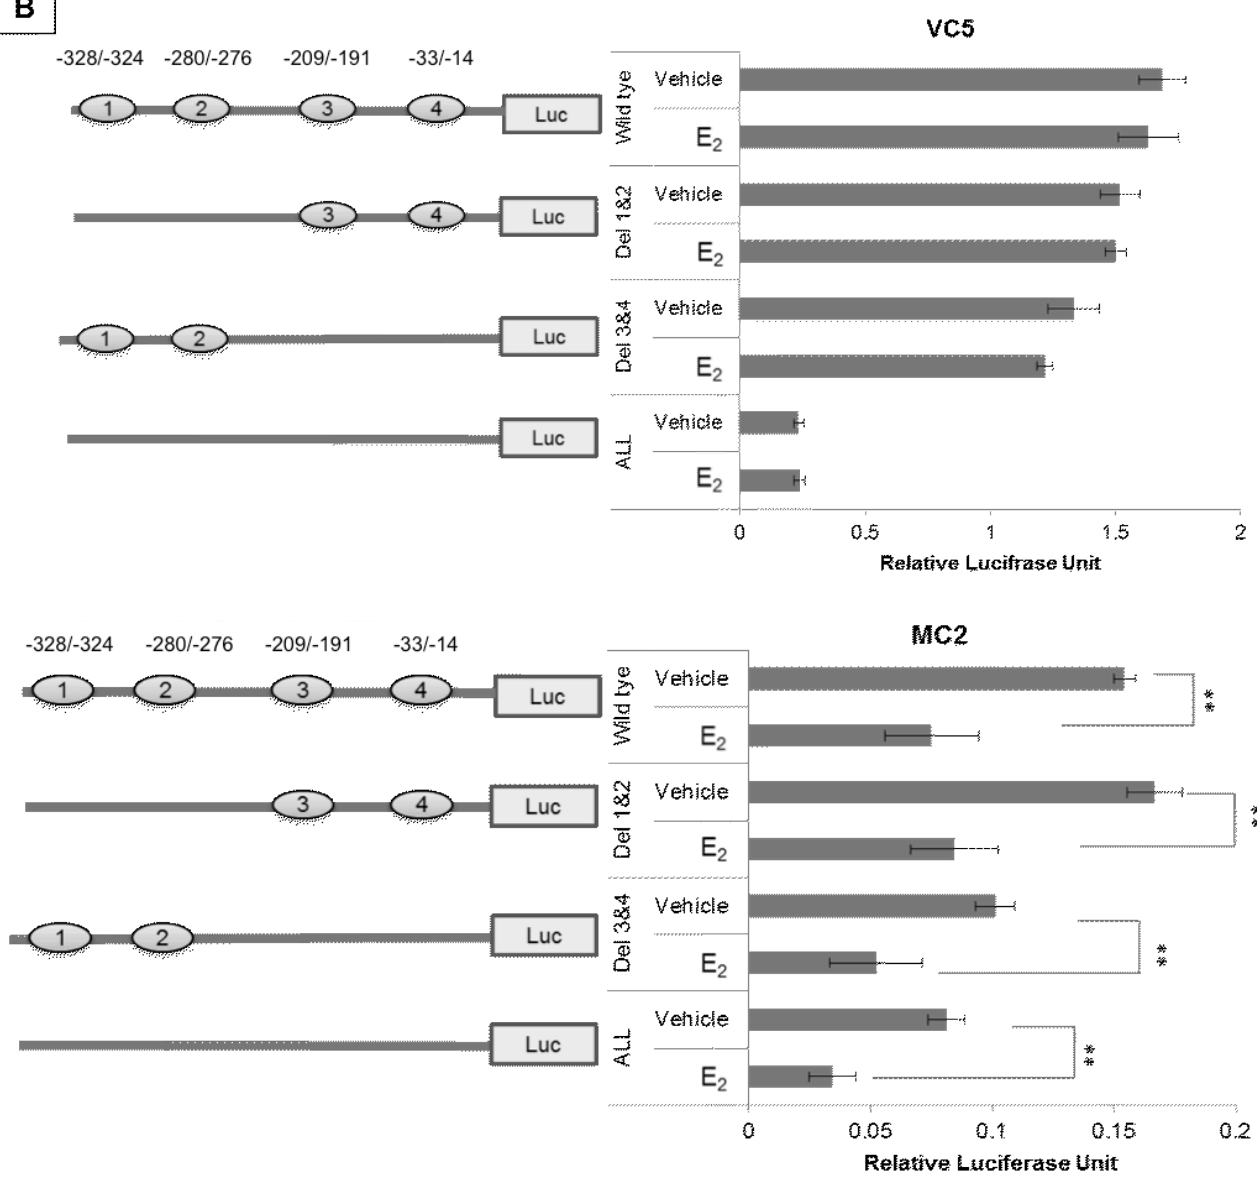 B
VC5
-328/-324 -280/-276 -209/-191 -33/-14
1 2 3 4 Luc
Wild tye
Vehicle
E2
3 4 Luc
Del 1&2
Vehicle
E2
1 2 Luc
Del 3&4
Vehicle
E2
Luc
ALL
Vehicle
E2
0 0.5 1 1.5 2
Relative Lucifrase Unit
MC2
-328/-324 -280/-276 -209/-191 -33/-14
1 2 3 4 Luc
Wild tye
Vehicle
E2
**
3 4 Luc
Del 1&2
Vehicle
E2
**
1 2 Luc
Del 3&4
Vehicle
E2
**
Luc
ALL
Vehicle
E2
**
0 0.05 0.1 0.15 0.2
Relative Luciferase Unit